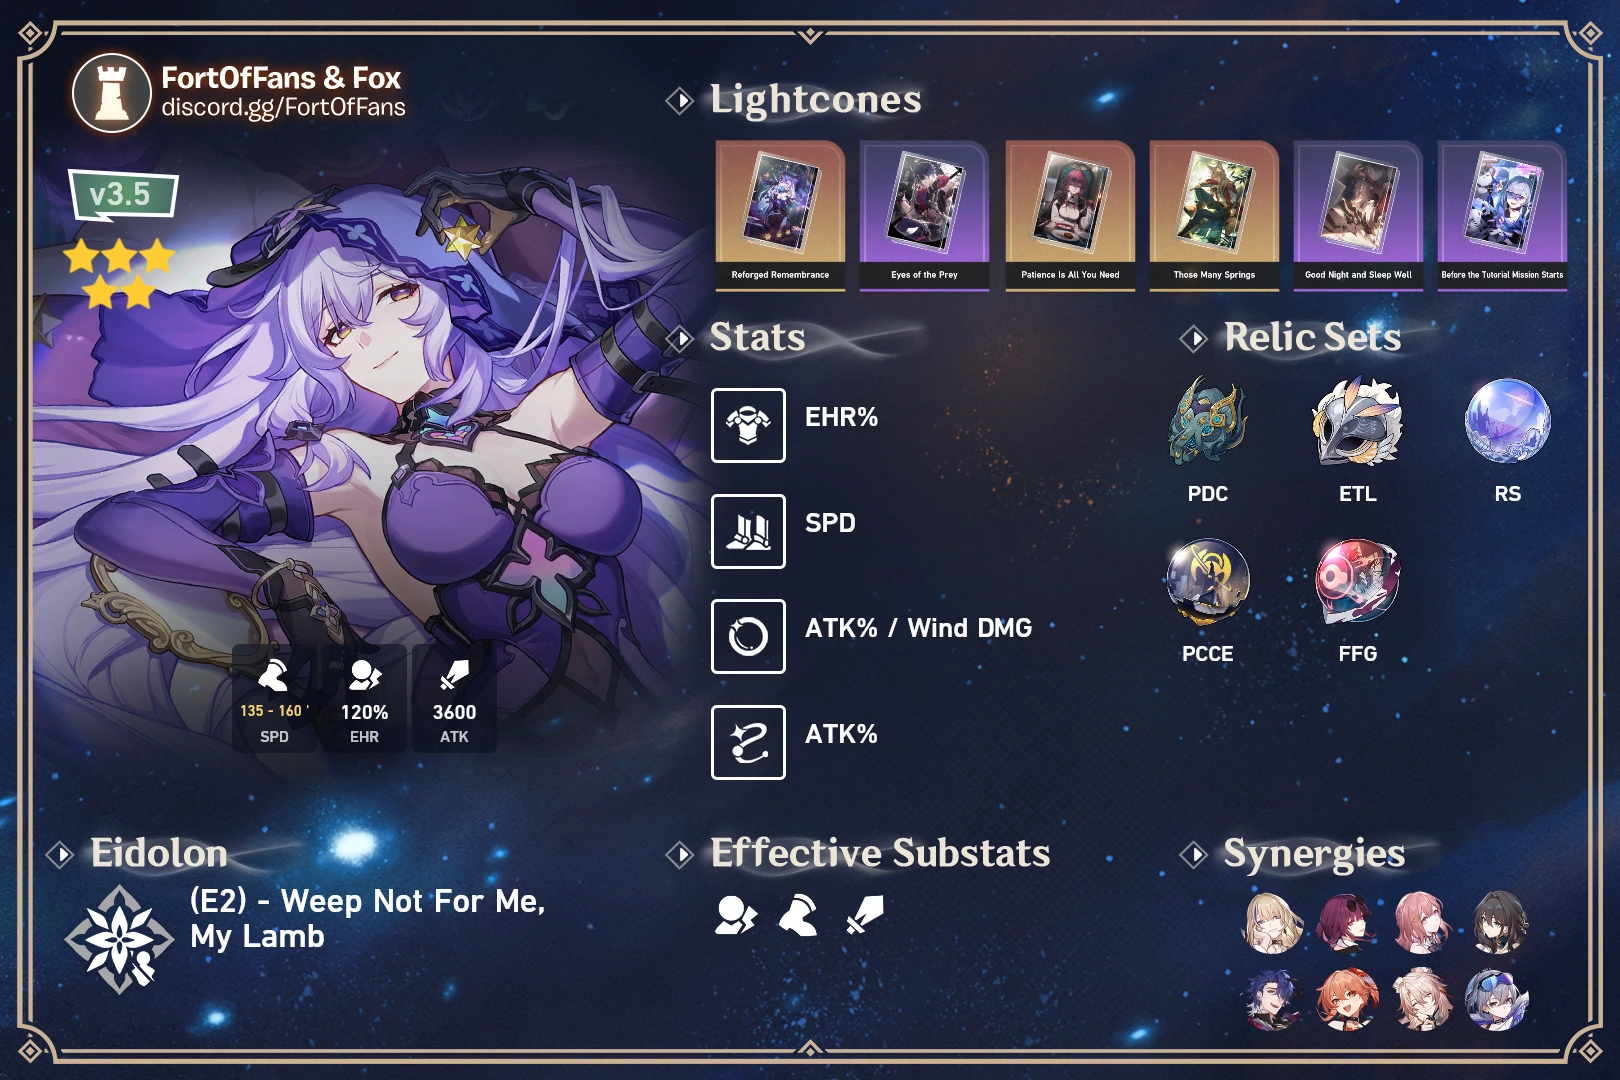 FortOfFans & Fox
discord.gg/FortOfFans
v3.5
135 - 160 '
SPD
120%
EHR
3600
ATK
Lightcones
Reforged Remembrance
Eyes of the Prey
Patience Is All You Need
Those Many Springs
Good Night and Sleep Well
Before the Tutorial Mission Starts
Stats
EHR%
SPD
ATK% / Wind DMG
ATK%
Relic Sets
PDC
ETL
RS
PCCE
FFG
Eidolon
(E2) - Weep Not For Me,
My Lamb
Effective Substats
Synergies